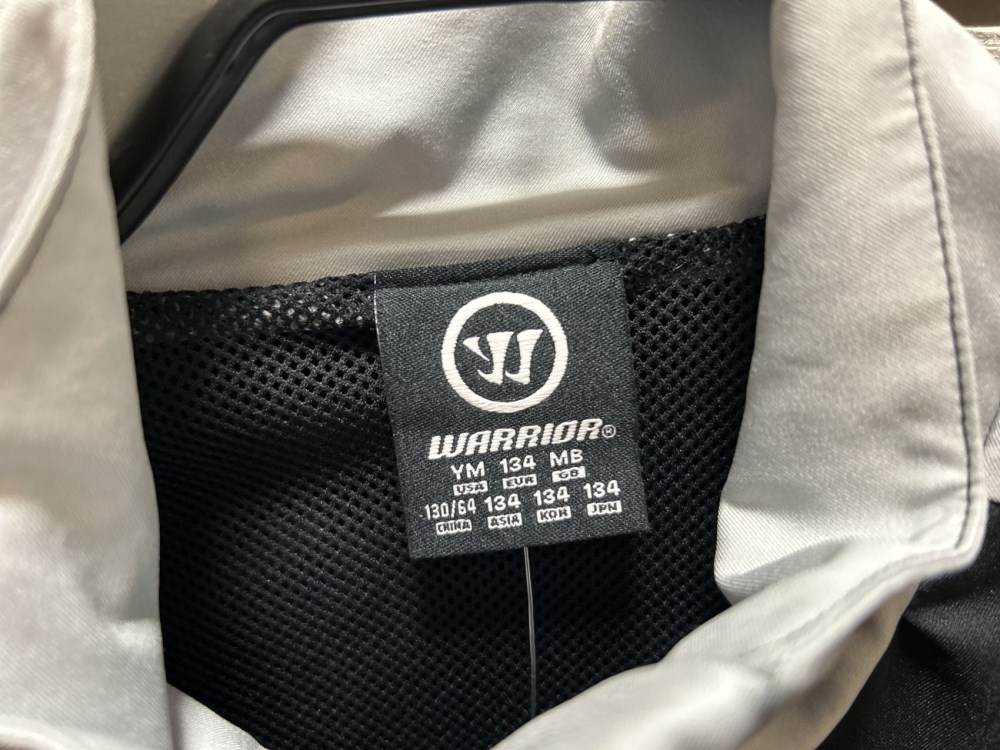 WARRIOR®
YM 134 MB
USA EUR GB
130/64 134 134 134
CHINA ASIA KOR JPN